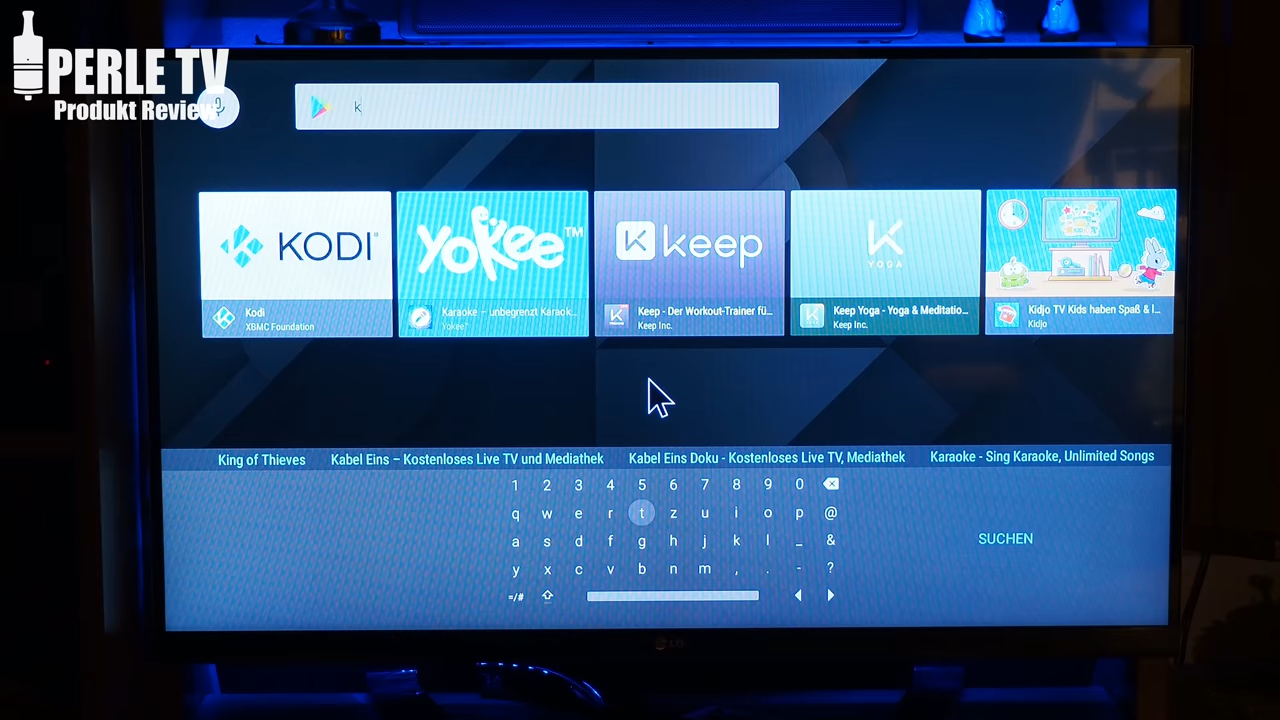 PERLE TV
Produkt Review
k
KODI®
Yokee™
keep
YOGA
Kodi
XBMC Foundation
Karaoke – unbegrenzt Karaok...
Yokee™
Keep - Der Workout-Trainer fü...
Keep Inc.
Keep Yoga - Yoga & Meditatio...
Keep Inc.
Kidjo TV Kids haben Spaß & l...
Kidjo
King of Thieves
Kabel Eins – Kostenloses Live TV und Mediathek
Kabel Eins Doku - Kostenloses Live TV, Mediathek
Karaoke - Sing Karaoke, Unlimited Songs
1 2 3 4 5 6 7 8 9 0
q w e r t z u i o p @
a s d f g h j k l _ &
y x c v b n m , . - ?
=/#
SUCHEN
LG